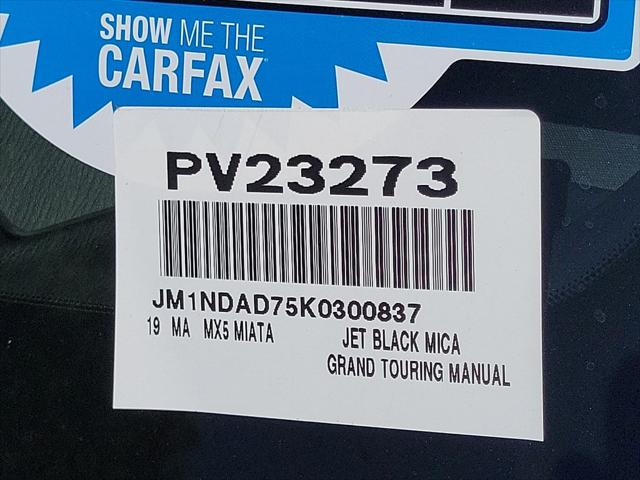 SHOW ME THE
CARFAX
PV23273
JM1NDAD75K0300837
19 MA MX5 MIATA
JET BLACK MICA
GRAND TOURING MANUAL